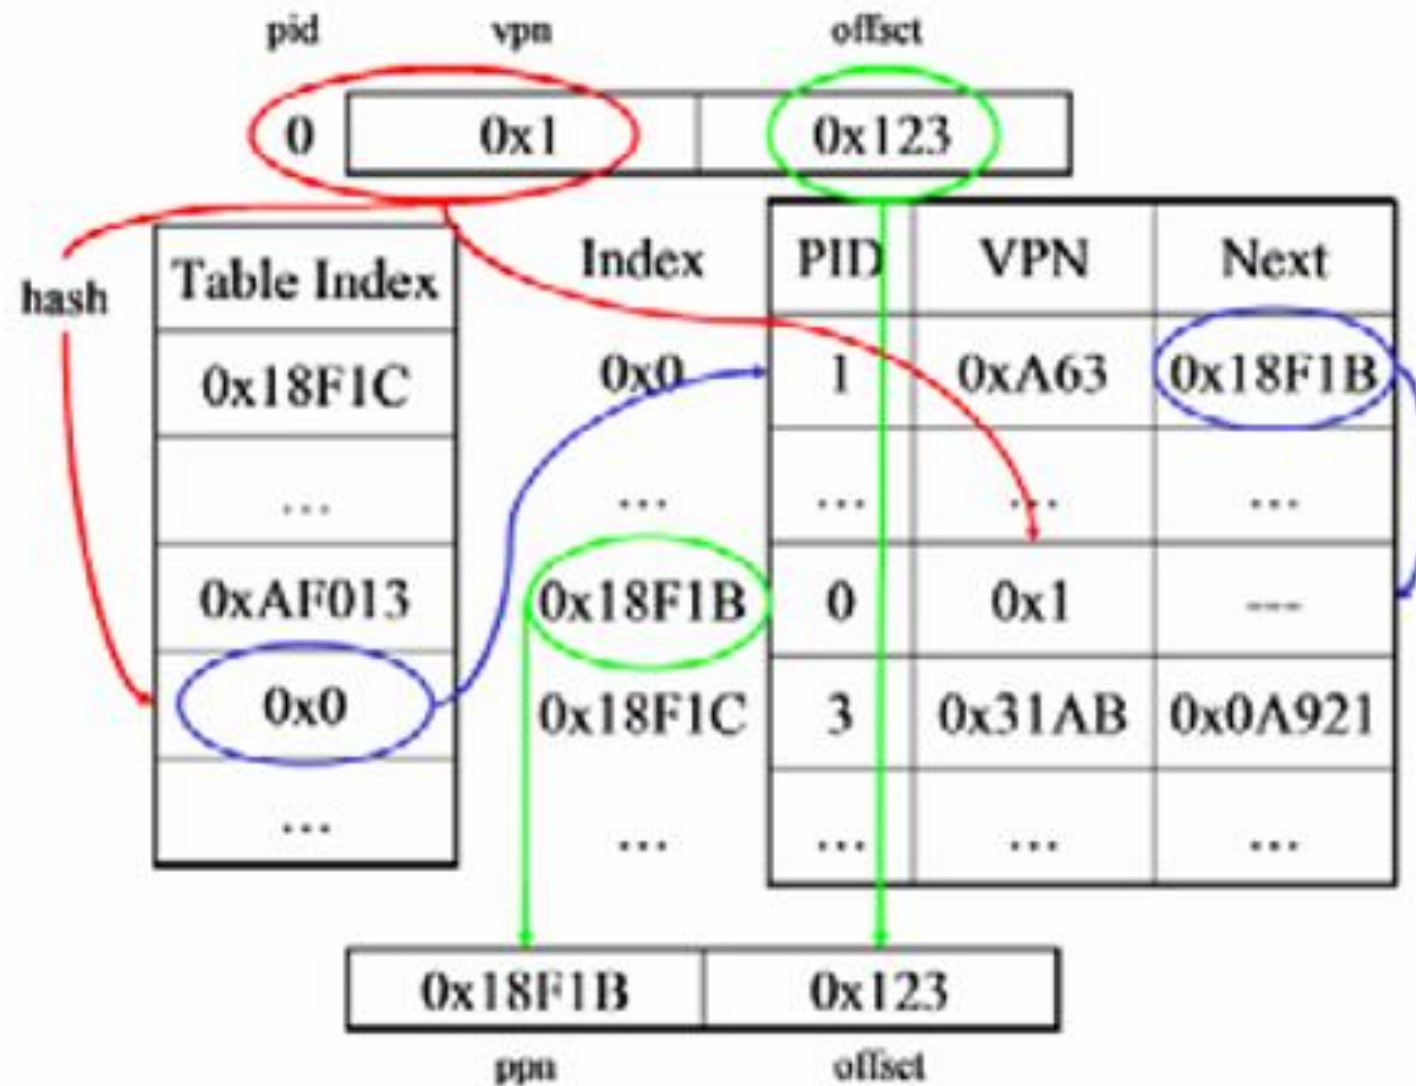 pid vpn offset
0 0x1 0x123
hash
Table Index
0x18F1C
...
0xAF013
0x0
...
Index PID VPN Next
0x0 1 0xA63 0x18F1B
... ... ... ...
0x18F1B 0 0x1 ---
0x18F1C 3 0x31AB 0x0A921
... ... ... ...
0x18F1B 0x123
ppn offset